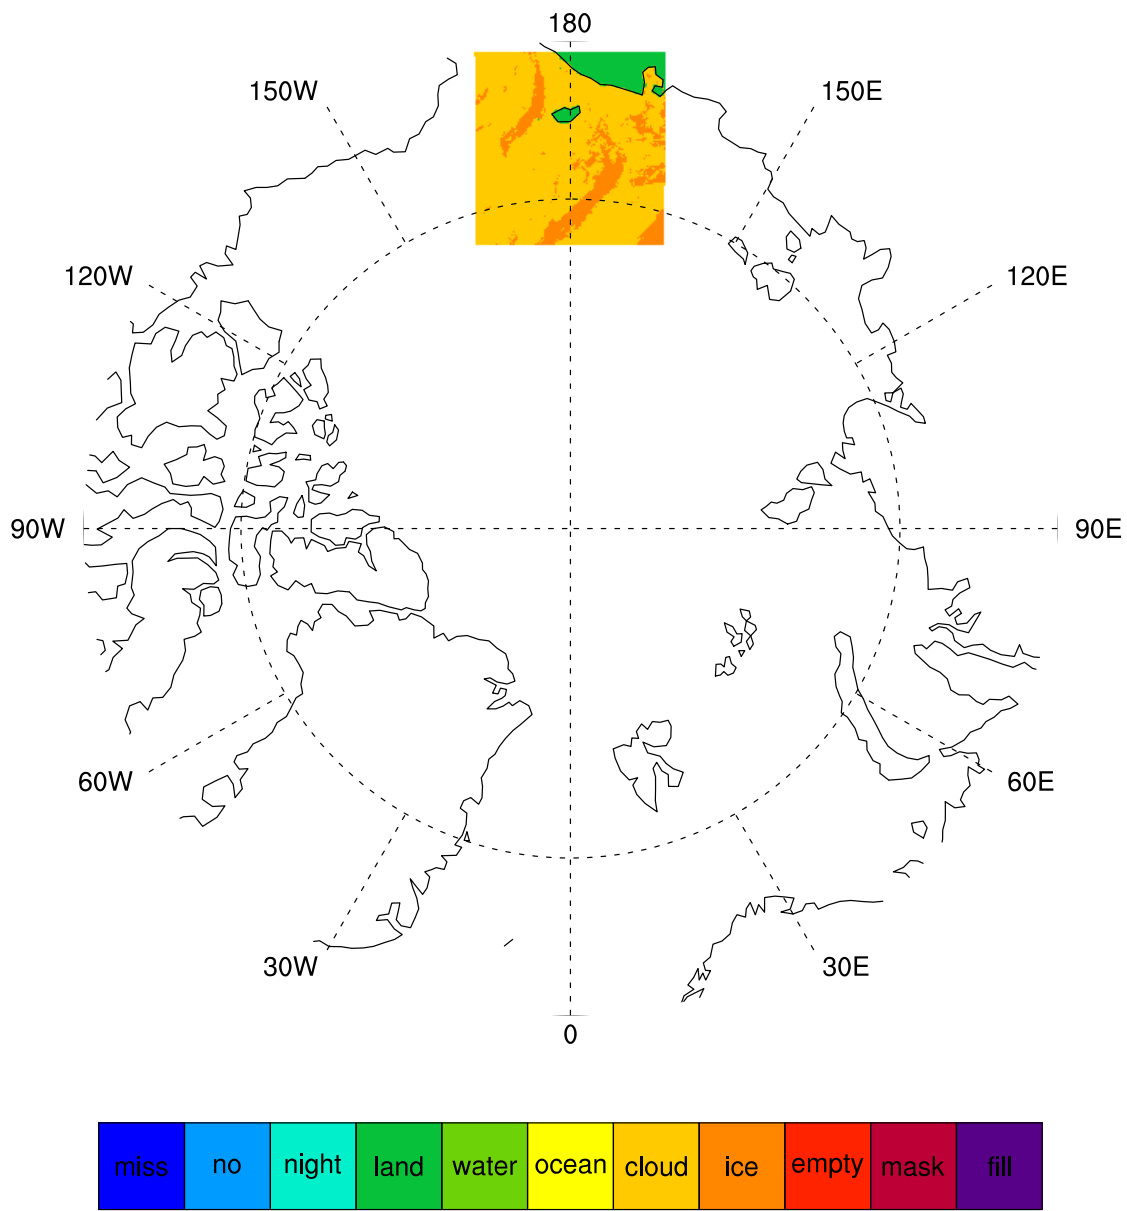 180
150W 150E
120W 120E
90W 90E
60W 60E
30W 30E
0
miss no night land water ocean cloud ice empty mask fill